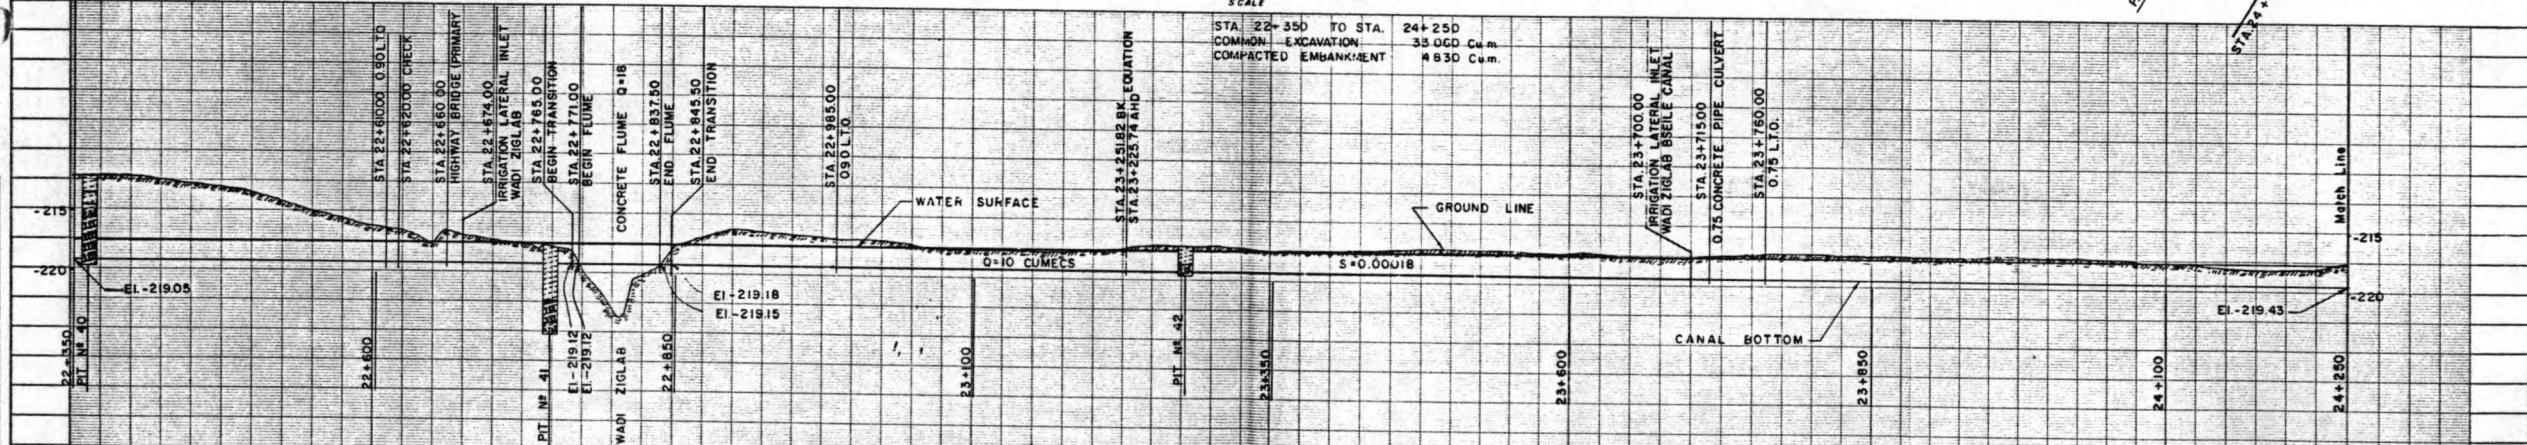 SCALE
STA. 22+350 TO STA. 24+250
COMMON EXCAVATION 33 060 Cu.m.
COMPACTED EMBANKMENT 4 830 Cu.m.
STA. 24+
STA. 22+610.00 0.90 L.T.O
STA. 22+620.00 CHECK
STA. 22+660.00
HIGHWAY BRIDGE (PRIMARY
STA. 22+674.00
IRRIGATION LATERAL INLET
WADI ZIGLAB
STA. 22+765.00
BEGIN TRANSITION
STA. 22+771.00
BEGIN FLUME
CONCRETE FLUME Q=18
STA. 22+837.50
END FLUME
STA. 22+845.50
END TRANSITION
STA. 22+985.00
0.90 L.T.O.
STA. 23+251.82 BK.
STA. 23+225.74 AHD EQUATION
STA. 23+700.00
IRRIGATION LATERAL INLET
WADI ZIGLAB BSEILE CANAL
STA. 23+715.00
0.75 CONCRETE PIPE CULVERT
STA. 23+760.00
0.75 L.T.O.
Match Line
-215
WATER SURFACE
GROUND LINE
-215
-220
Q=10 CUMECS
S=0.00018
El.-219.05
El-219.18
El.-219.15
-220
El.-219.43
CANAL BOTTOM
22+350
PIT Nº 40
22+600
PIT Nº 41
El-219.12
El.-219.12
WADI ZIGLAB
22+850
23+100
PIT Nº 42
23+350
23+600
23+850
24+100
24+250